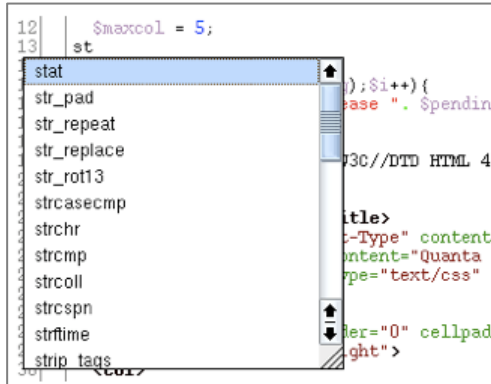 12 $maxcol = 5;
13 st
stat
str_pad
);$i++){
str_repeat
ease ". $pendin
str_replace
str_rot13
W3C//DTD HTML 4
strcasecmp
strchr
itle>
strcmp
t-Type" content
strcoll
ontent="Quanta
strcspn
ype="text/css"
strftime
der="0" cellpad
strip_tags
ght">
<col>